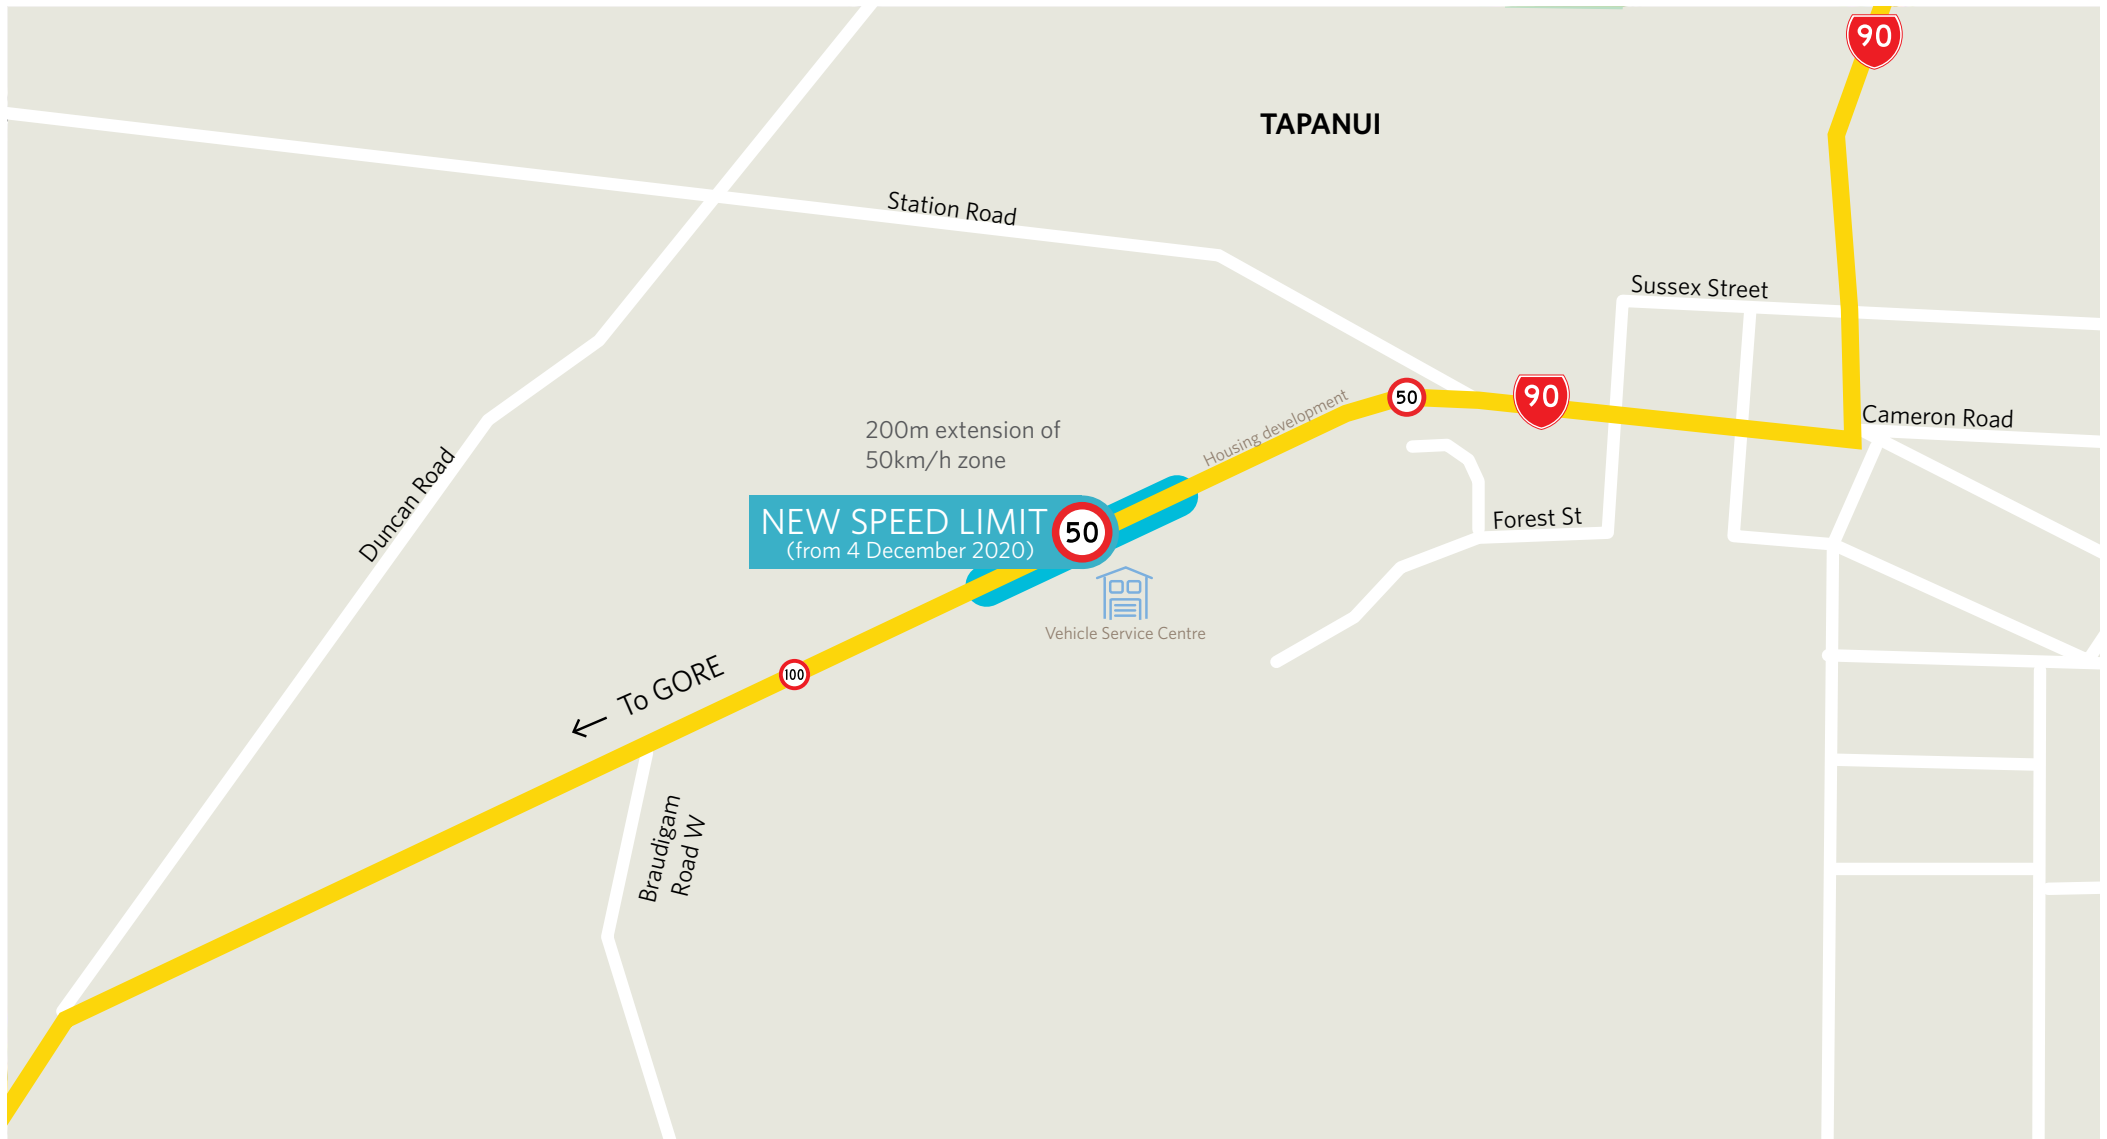 90
TAPANUI
Station Road
Sussex Street
Housing development
50
90
Cameron Road
200m extension of
50km/h zone
Duncan Road
NEW SPEED LIMIT
50
(from 4 December 2020)
Forest St
Vehicle Service Centre
← To GORE
100
Braudigam
Road W